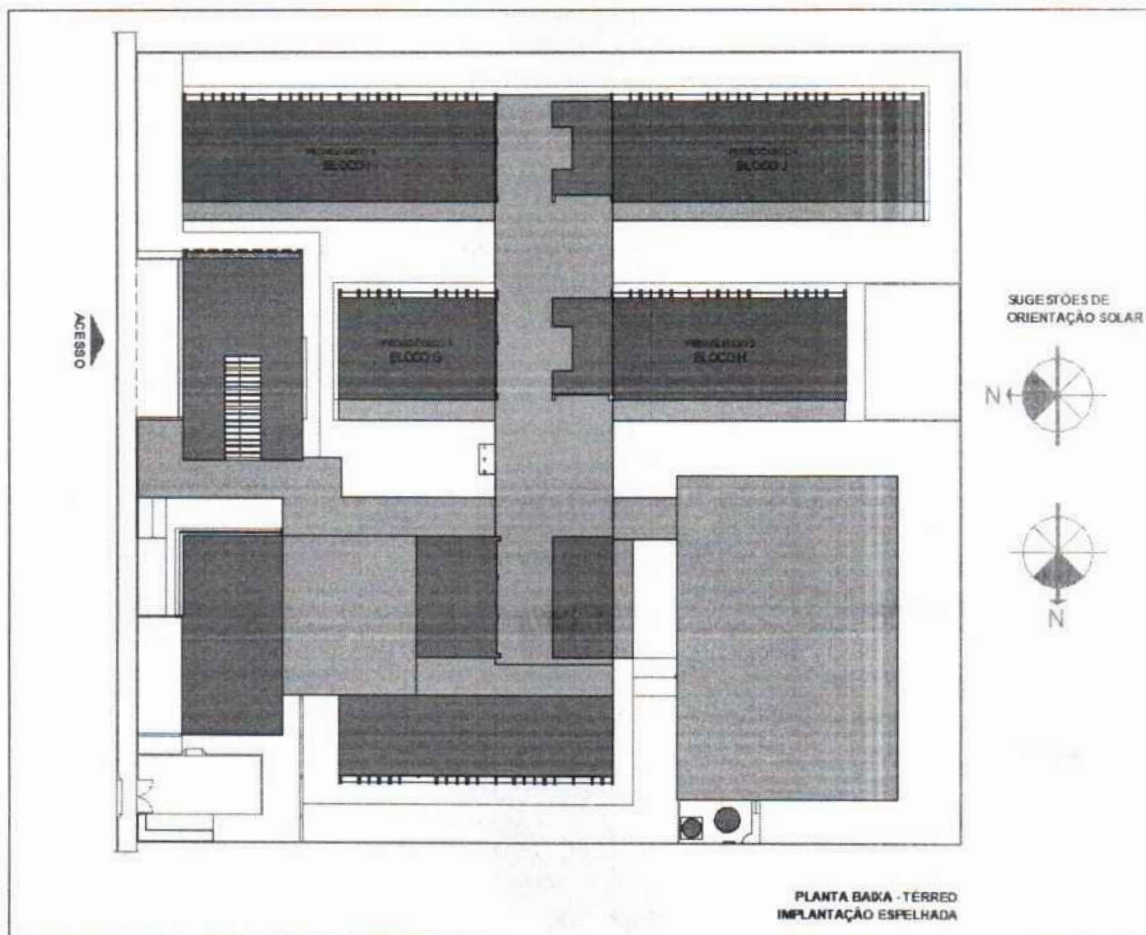 BLOCO I
BLOCO J
SUGESTÕES DE
ORIENTAÇÃO SOLAR
ACESSO
BLOCO G
BLOCO H
N
N
PLANTA BAIXA - TÉRREO
IMPLANTAÇÃO ESPELHADA